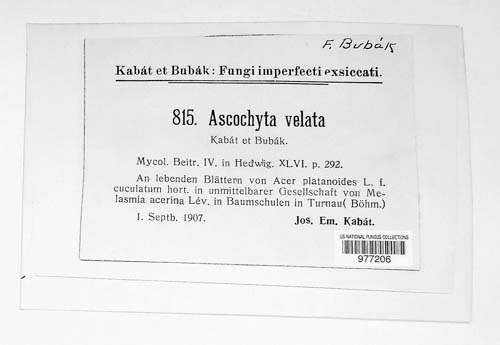 F. Bubák
Kabát et Bubák: Fungi imperfecti exsiccati.
815. Ascochyta velata
Kabát et Bubák.
Mycol. Beitr. IV. in Hedwig. XLVI. p. 292.
An lebenden Blättern von Acer platanoides L. f.
cuculatum hort. in unmittelbarer Gesellschaft von Me-
lasmia acerina Lév. in Baumschulen in Turnau( Böhm.)
1. Septb. 1907. Jos. Em. Kabát.
US NATIONAL FUNGUS COLLECTIONS
977206